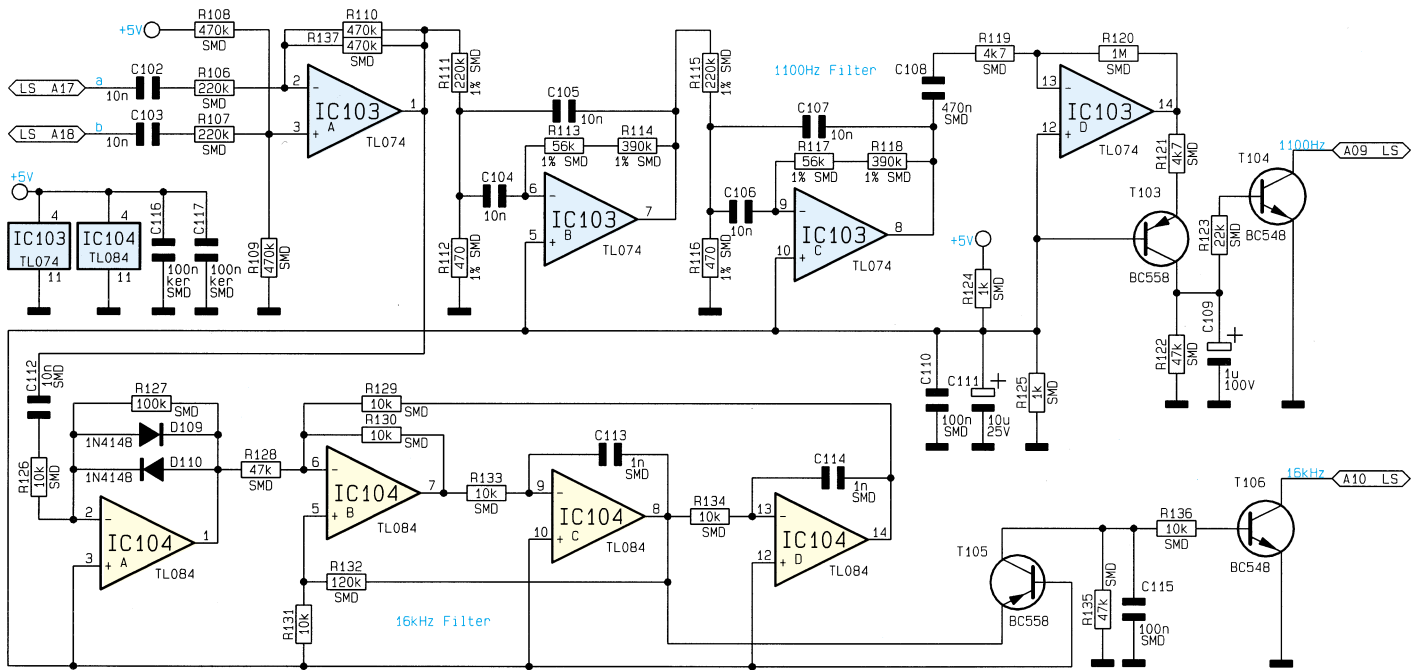 +5V
R108
470k
SMD
R110
470k
R137
470k
SMD
LS A17
a
C102
10n
R106
220k
SMD
LS A18
b
C103
10n
R107
220k
SMD
2
-
3
+
IC103
A
1
TL074
+5V
4
IC103
TL074
11
4
IC104
TL084
11
C116
100n
ker
SMD
C117
100n
ker
SMD
R109
470k
SMD
R111
220k
1% SMD
C105
10n
R113
56k
1% SMD
R114
390k
1% SMD
C104
10n
6
-
5
+
IC103
B
7
TL074
R112
470
1% SMD
R115
220k
1% SMD
1100Hz Filter
C107
10n
R117
56k
1% SMD
R118
390k
1% SMD
C106
10n
9
-
10
+
IC103
C
8
TL074
R116
470
1% SMD
C108
470n
SMD
R119
4k7
SMD
R120
1M
SMD
13
-
12
+
IC103
D
14
TL074
R121
4k7
SMD
T103
BC558
R123
22k
SMD
T104
BC548
1100Hz
A09 LS
+5V
R124
1k
SMD
C110
100n
SMD
C111
+
10u
25V
R125
1k
SMD
R122
47k
SMD
C109
+
1u
100V
C112
10n
SMD
R127
100k
SMD
1N4148
D109
1N4148
D110
R126
10k
SMD
2
-
3
+
IC104
A
1
TL084
R128
47k
SMD
R129
10k
SMD
R130
10k
SMD
6
-
5
+
IC104
B
7
TL084
R133
10k
SMD
C113
1n
SMD
9
-
10
+
IC104
C
8
TL084
R134
10k
SMD
C114
1n
SMD
13
-
12
+
IC104
D
14
TL084
R132
120k
SMD
R131
10k
16kHz Filter
T105
BC558
R135
47k
SMD
C115
100n
SMD
R136
10k
SMD
T106
BC548
16kHz
A10 LS